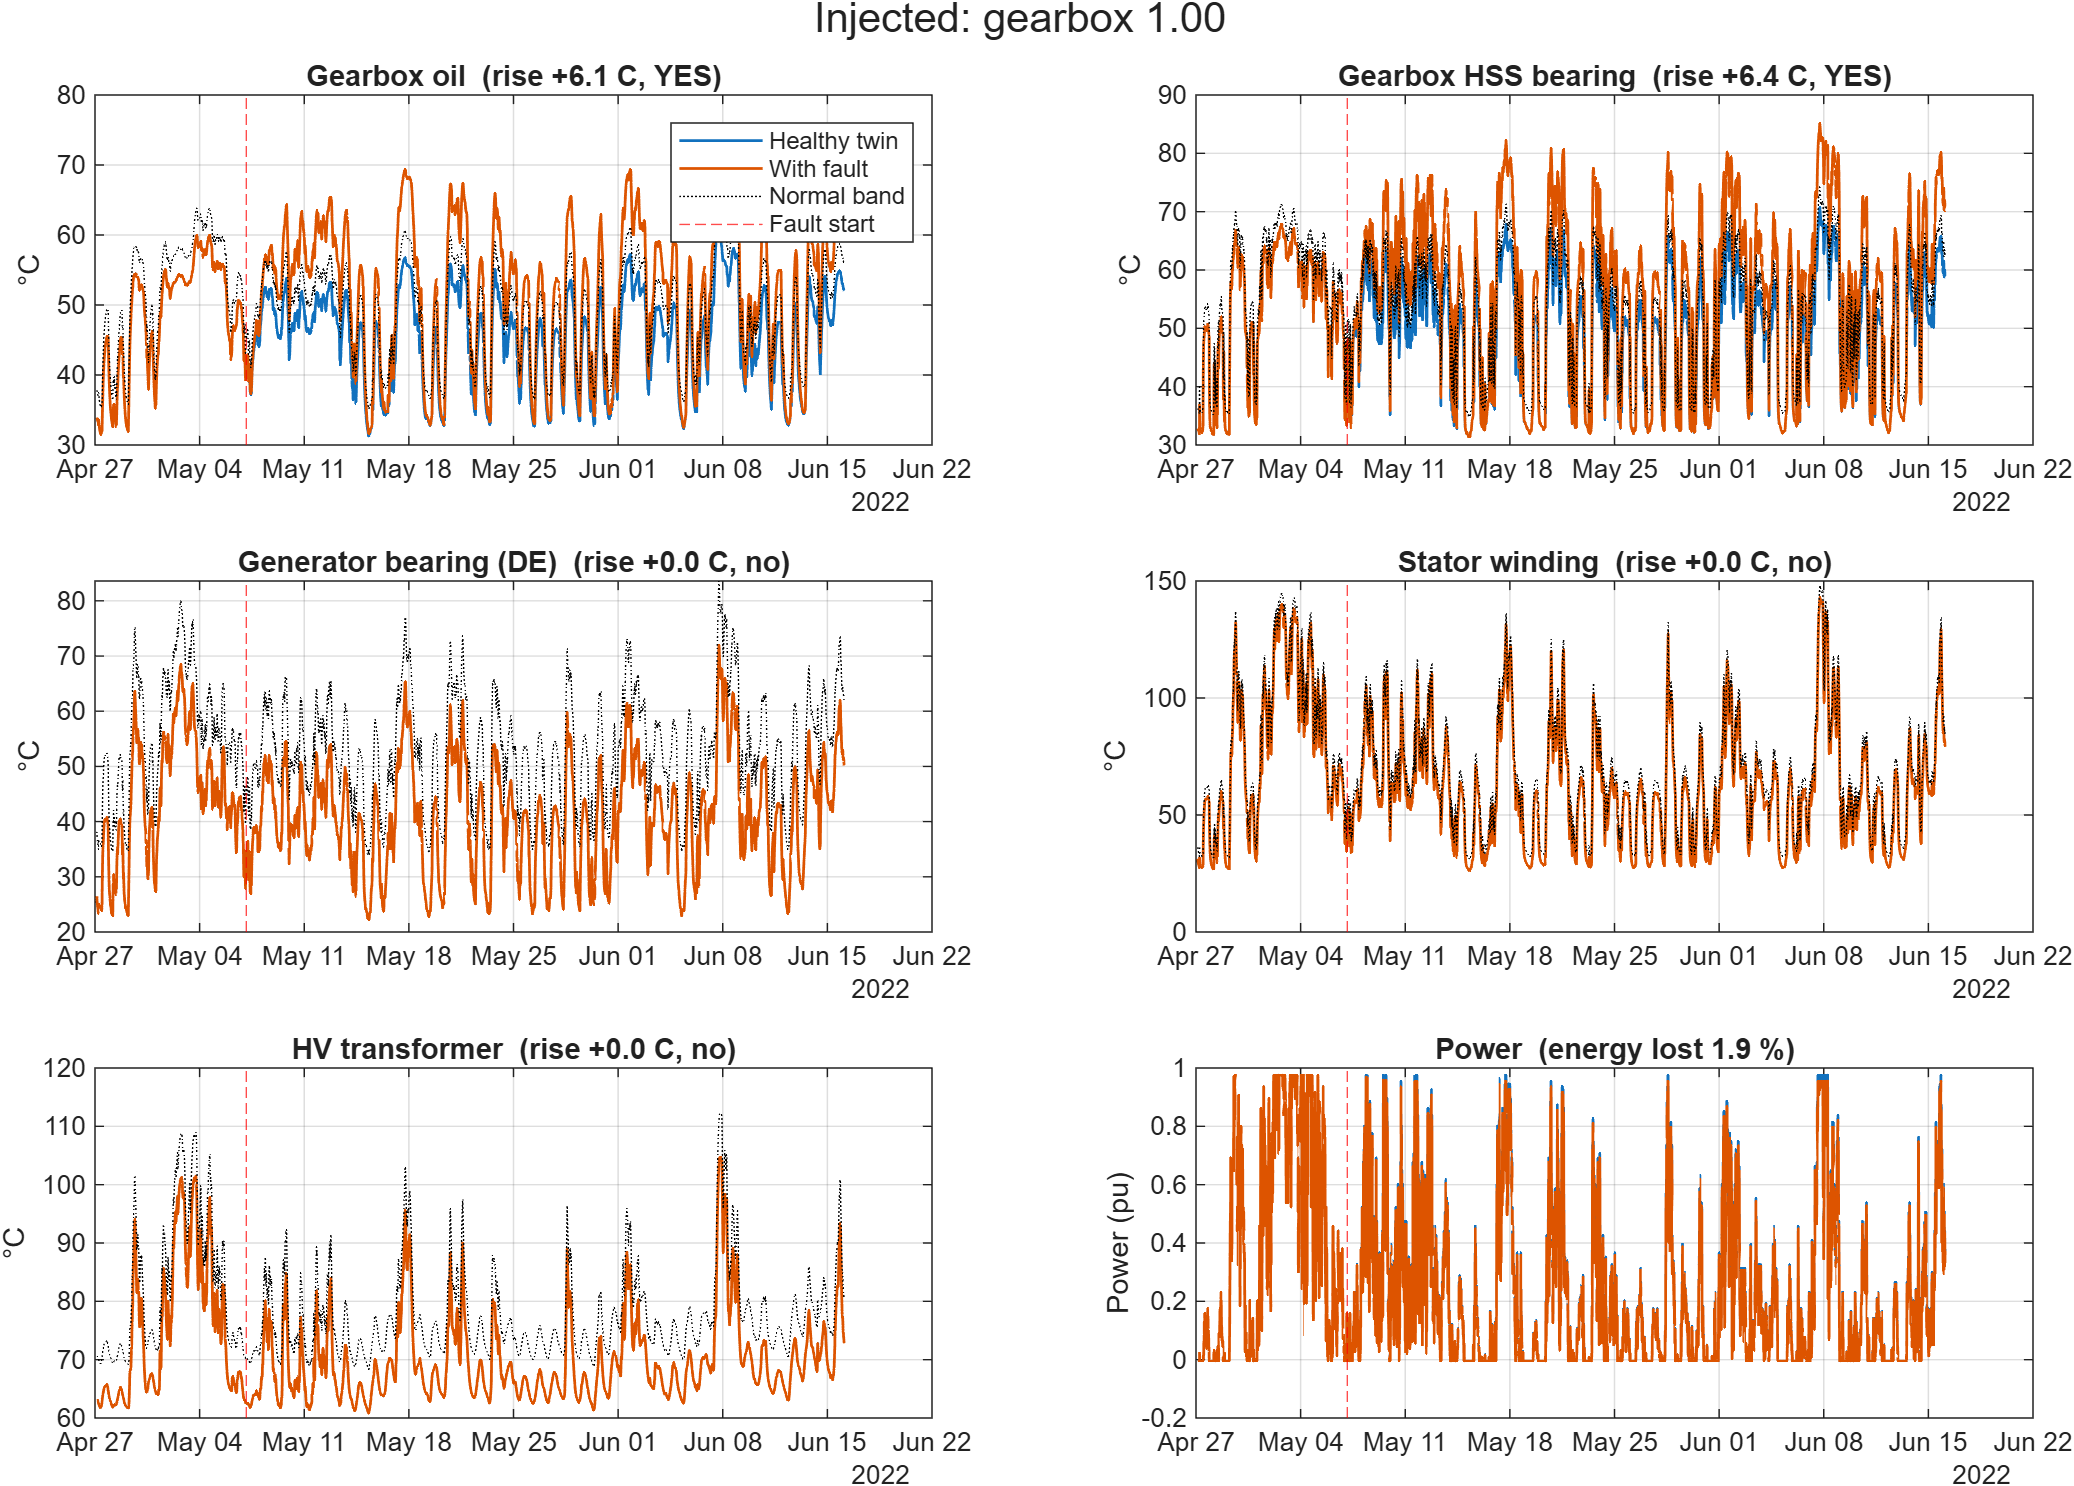 Injected: gearbox 1.00
Gearbox oil  (rise +6.1 C, YES)
80
70
60
50
40
30
°C
Healthy twin
With fault
Normal band
Fault start
Apr 27 May 04 May 11 May 18 May 25 Jun 01 Jun 08 Jun 15 Jun 22
2022
Gearbox HSS bearing  (rise +6.4 C, YES)
90
80
70
60
50
40
30
°C
Apr 27 May 04 May 11 May 18 May 25 Jun 01 Jun 08 Jun 15 Jun 22
2022
Generator bearing (DE)  (rise +0.0 C, no)
80
70
60
50
40
30
20
°C
Apr 27 May 04 May 11 May 18 May 25 Jun 01 Jun 08 Jun 15 Jun 22
2022
Stator winding  (rise +0.0 C, no)
150
100
50
0
°C
Apr 27 May 04 May 11 May 18 May 25 Jun 01 Jun 08 Jun 15 Jun 22
2022
HV transformer  (rise +0.0 C, no)
120
110
100
90
80
70
60
°C
Apr 27 May 04 May 11 May 18 May 25 Jun 01 Jun 08 Jun 15 Jun 22
2022
Power  (energy lost 1.9 %)
1
0.8
0.6
0.4
0.2
0
-0.2
Power (pu)
Apr 27 May 04 May 11 May 18 May 25 Jun 01 Jun 08 Jun 15 Jun 22
2022